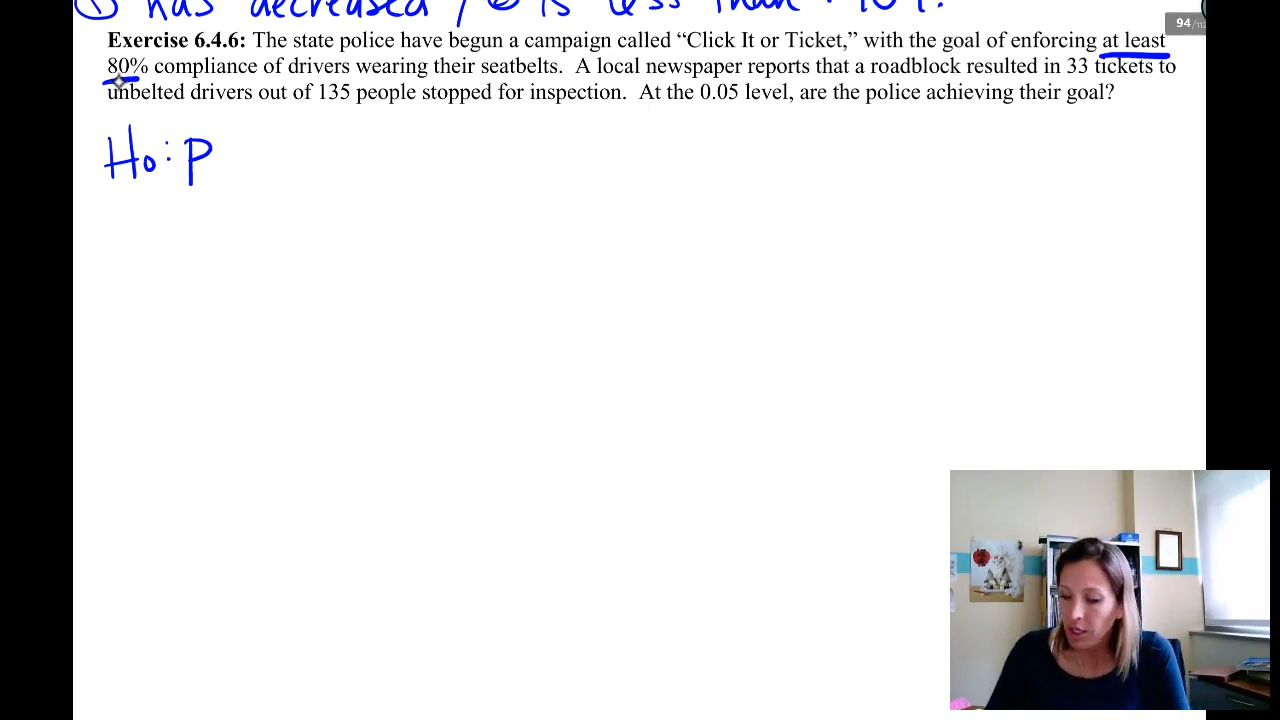 has decreased / is less than .401.
94/112
Exercise 6.4.6: The state police have begun a campaign called “Click It or Ticket,” with the goal of enforcing at least
80% compliance of drivers wearing their seatbelts. A local newspaper reports that a roadblock resulted in 33 tickets to
unbelted drivers out of 135 people stopped for inspection. At the 0.05 level, are the police achieving their goal?
Ho: p